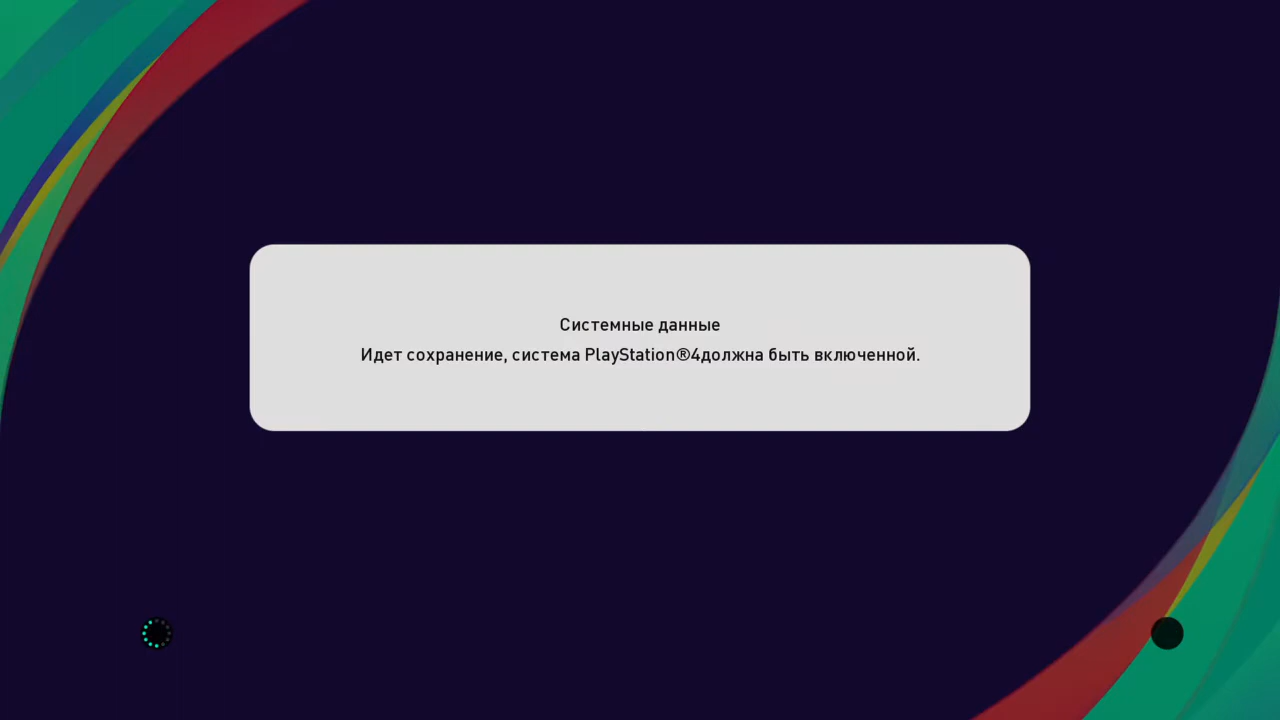 Системные данные
Идет сохранение, система PlayStation®4должна быть включенной.